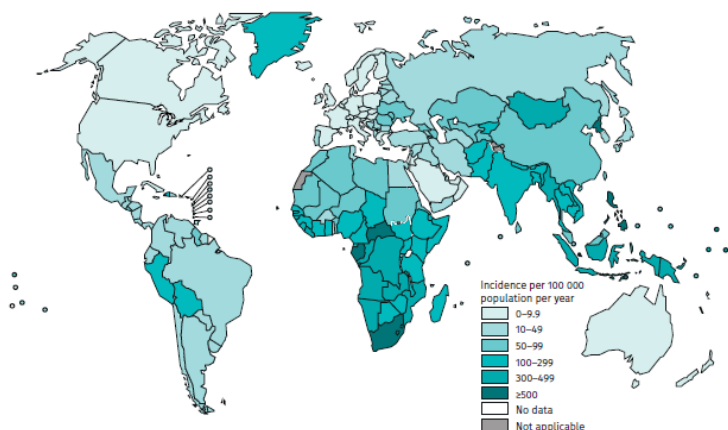 Incidence per 100 000
population per year
0–9.9
10–49
50–99
100–299
300–499
≥500
No data
Not applicable